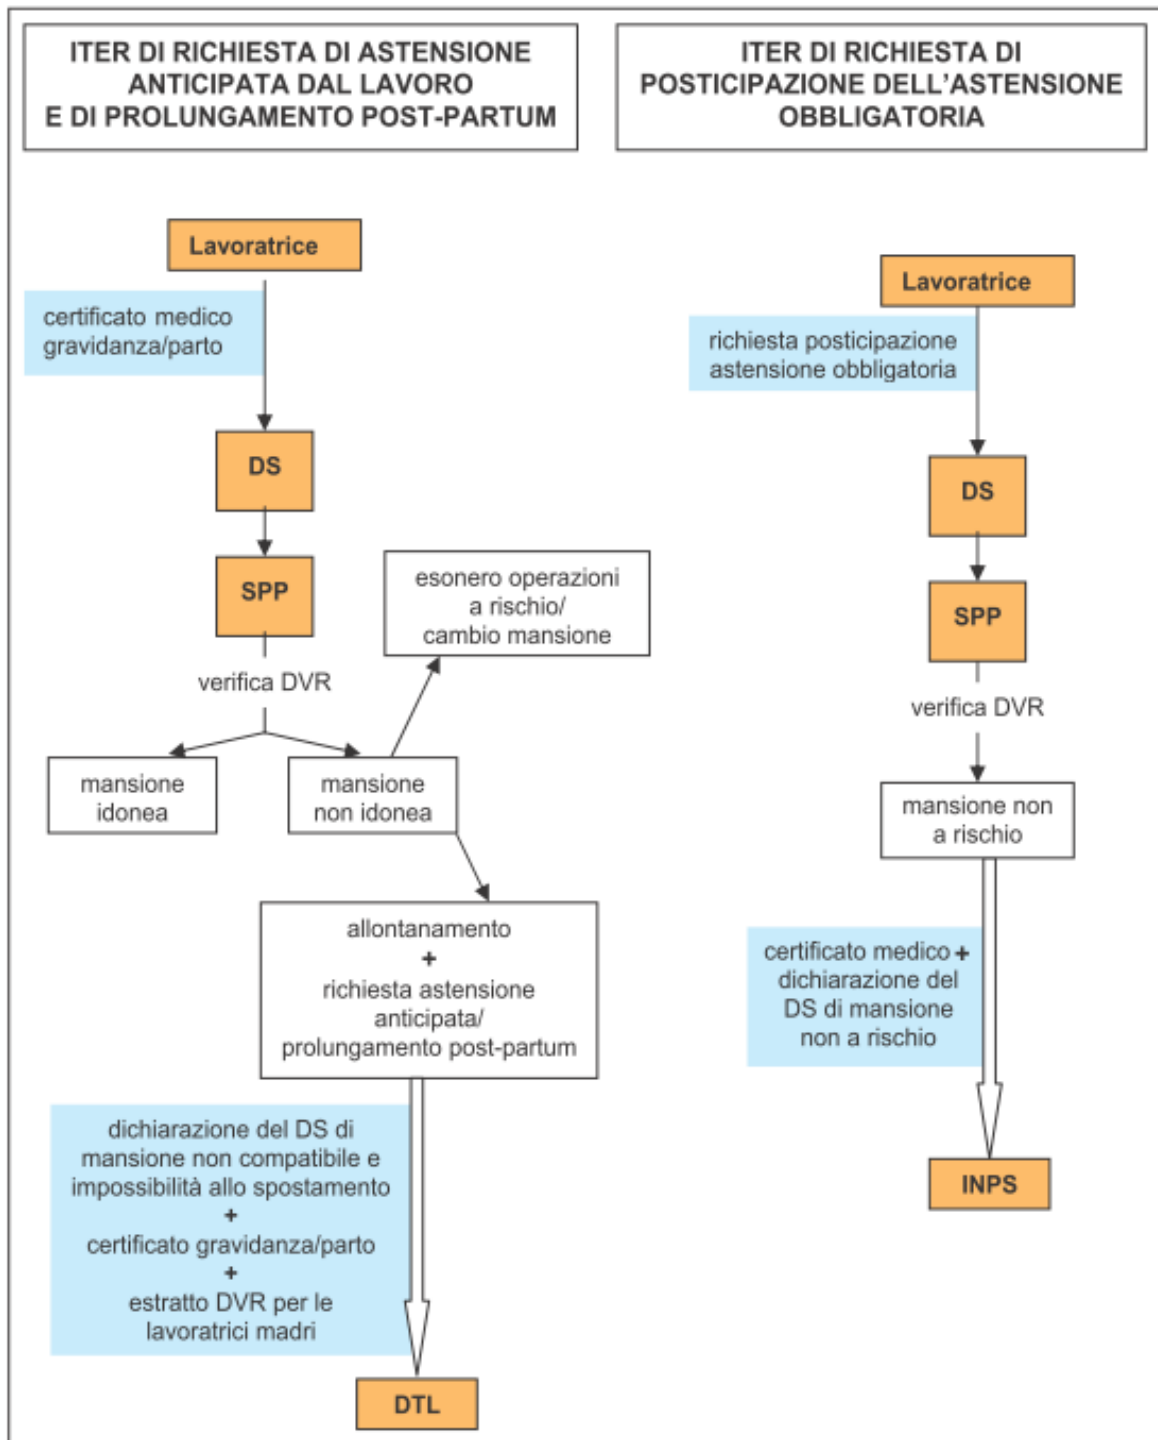 ITER DI RICHIESTA DI ASTENSIONE
ANTICIPATA DAL LAVORO
E DI PROLUNGAMENTO POST-PARTUM
Lavoratrice
certificato medico
gravidanza/parto
DS
SPP
verifica DVR
esonero operazioni
a rischio/
cambio mansione
mansione
idonea
mansione
non idonea
allontanamento
+
richiesta astensione
anticipata/
prolungamento post-partum
dichiarazione del DS di
mansione non compatibile e
impossibilità allo spostamento
+
certificato gravidanza/parto
+
estratto DVR per le
lavoratrici madri
DTL
ITER DI RICHIESTA DI
POSTICIPAZIONE DELL'ASTENSIONE
OBBLIGATORIA
Lavoratrice
richiesta posticipazione
astensione obbligatoria
DS
SPP
verifica DVR
mansione non
a rischio
certificato medico +
dichiarazione del
DS di mansione
non a rischio
INPS